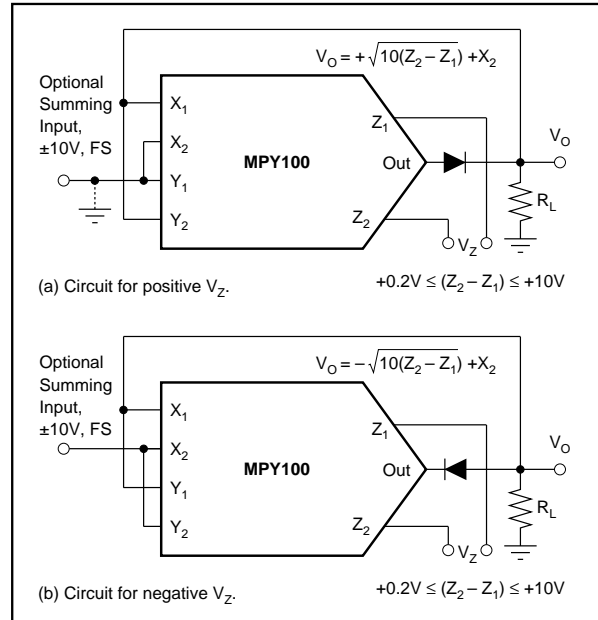 V_O = +√10(Z_2 – Z_1) +X_2
Optional
Summing
Input,
±10V, FS
X_1
X_2
Y_1
Y_2
MPY100
Z_1
Out
Z_2
V_O
R_L
V_Z
(a) Circuit for positive V_Z.
+0.2V ≤ (Z_2 – Z_1) ≤ +10V
V_O = –√10(Z_2 – Z_1) +X_2
Optional
Summing
Input,
±10V, FS
X_1
X_2
Y_1
Y_2
MPY100
Z_1
Out
Z_2
V_O
R_L
V_Z
(b) Circuit for negative V_Z.
+0.2V ≤ (Z_2 – Z_1) ≤ +10V